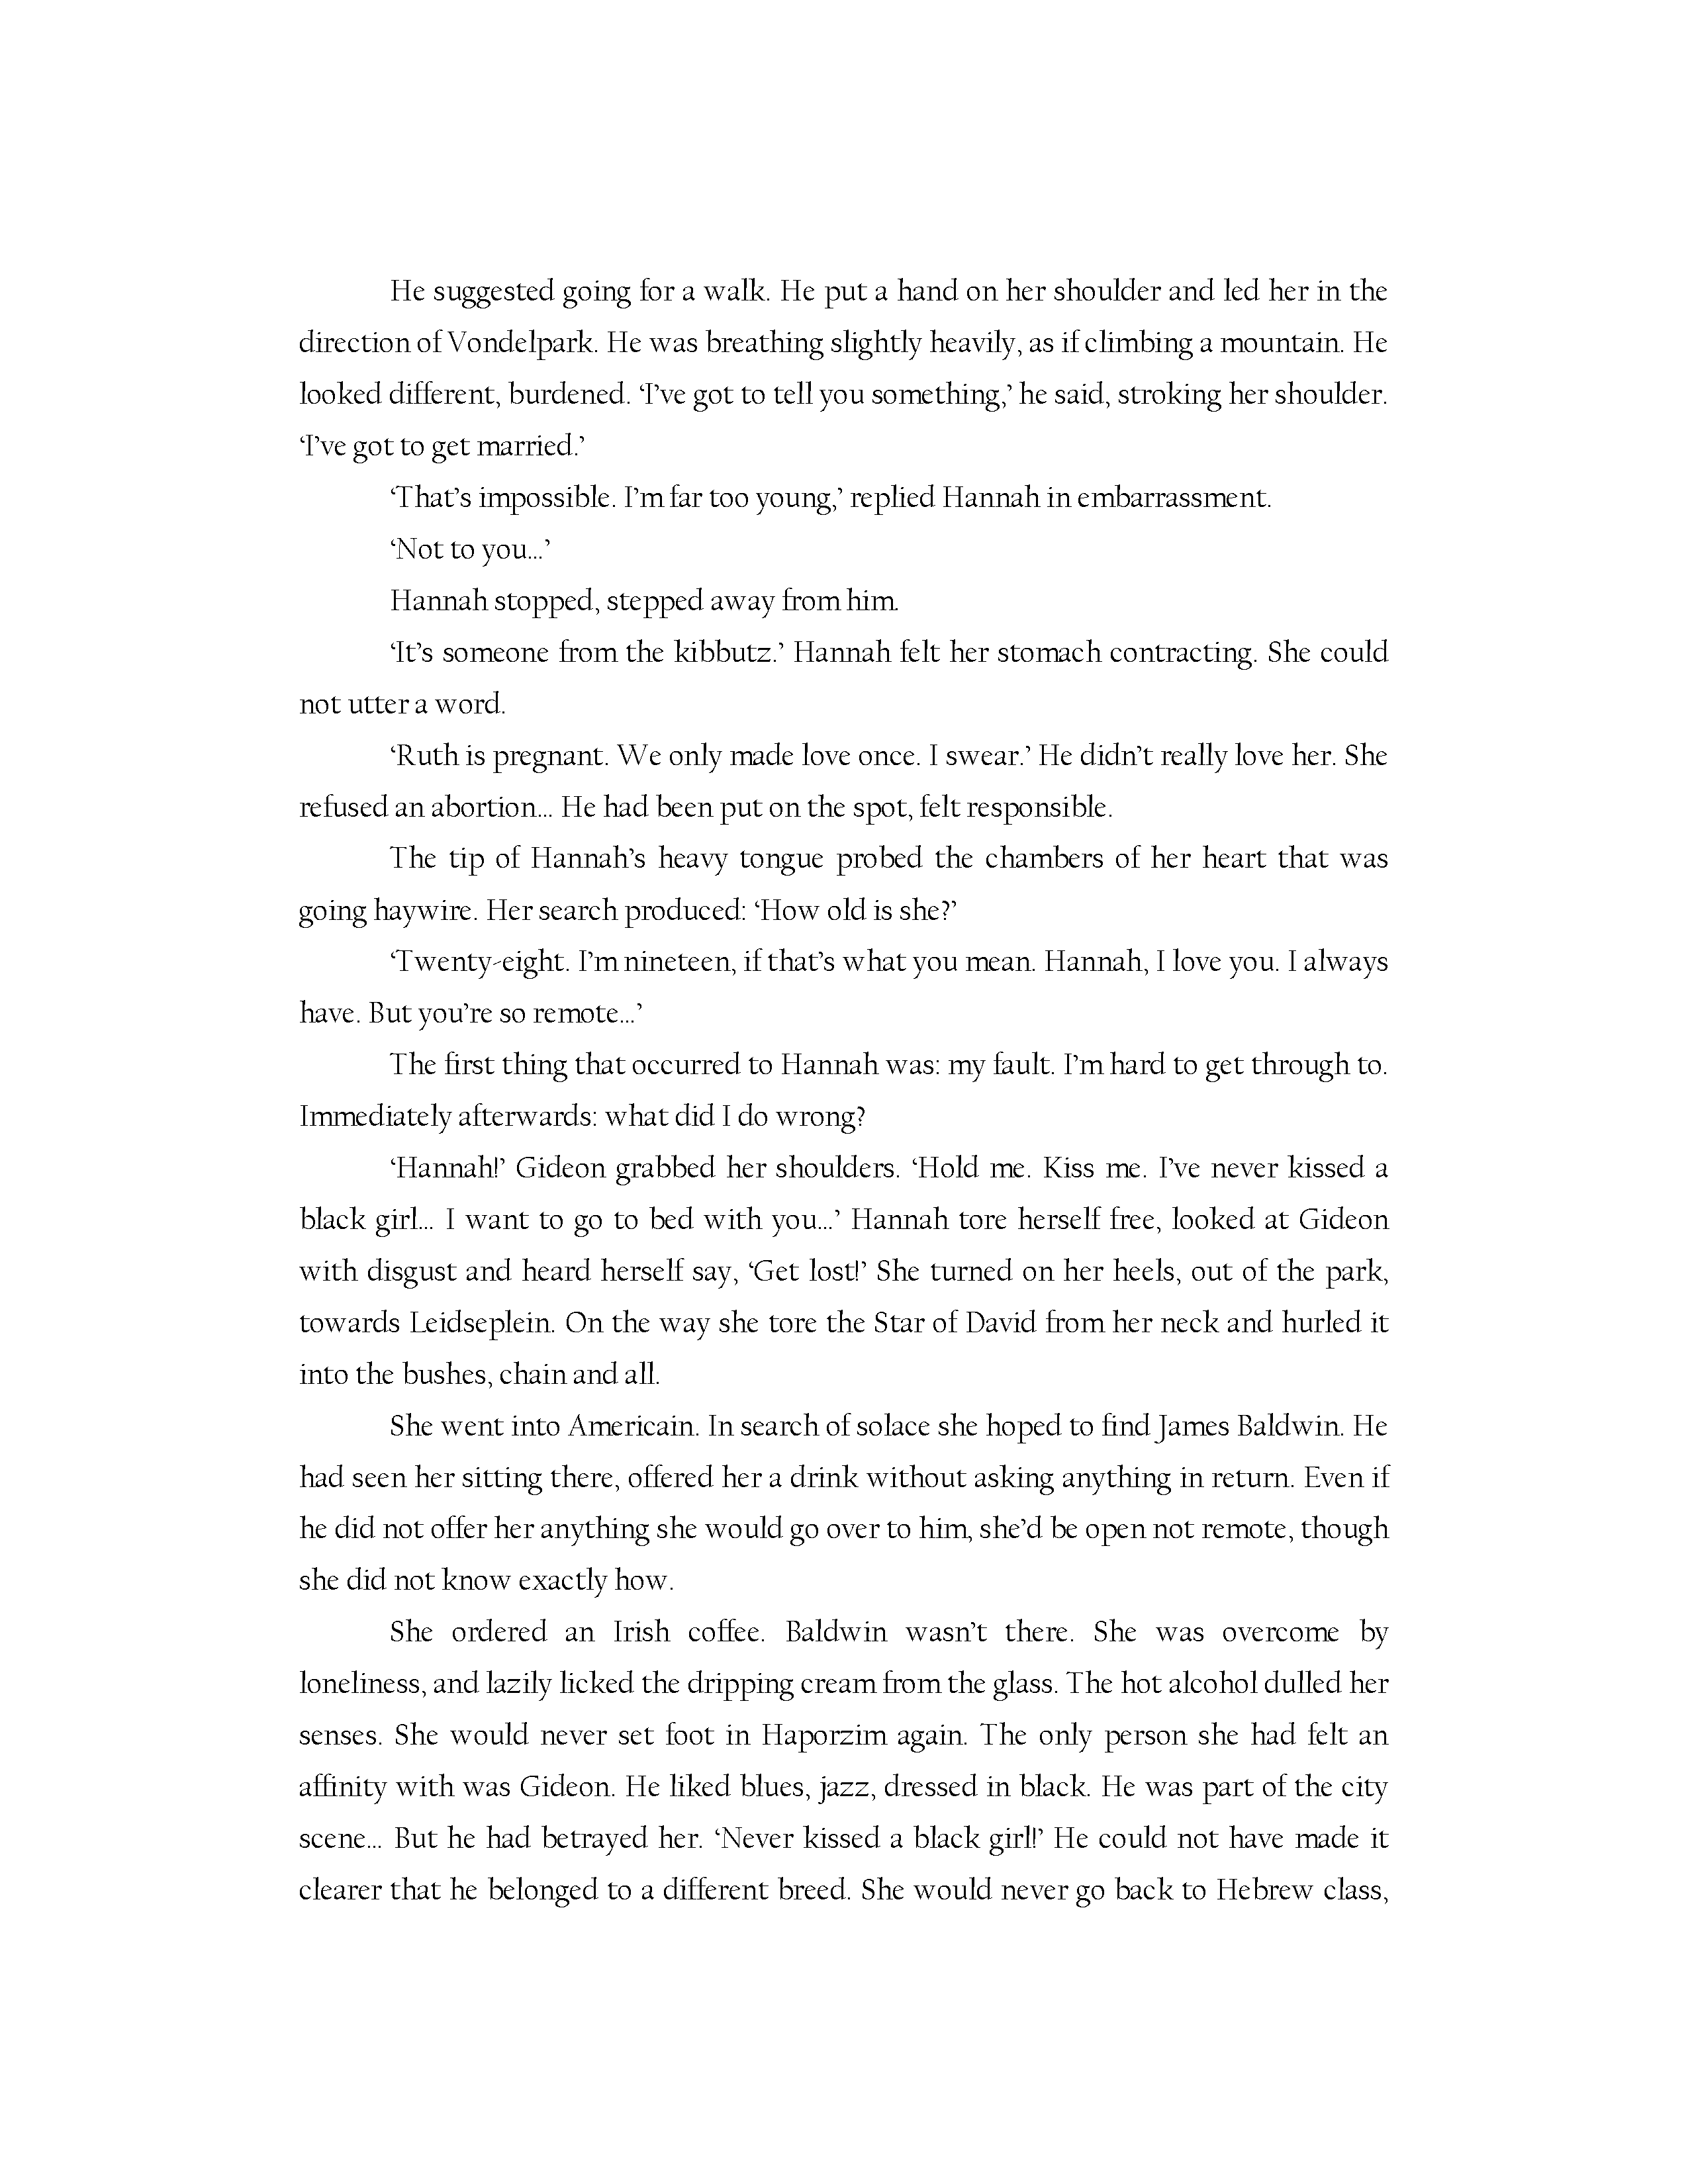 He suggested going for a walk. He put a hand on her shoulder and led her in the
direction of Vondelpark. He was breathing slightly heavily, as if climbing a mountain. He
looked different, burdened. ‘I’ve got to tell you something,’ he said, stroking her shoulder.
‘I’ve got to get married.’
‘That’s impossible. I’m far too young,’ replied Hannah in embarrassment.
‘Not to you...’
Hannah stopped, stepped away from him.
‘It’s someone from the kibbutz.’ Hannah felt her stomach contracting. She could
not utter a word.
‘Ruth is pregnant. We only made love once. I swear.’ He didn’t really love her. She
refused an abortion... He had been put on the spot, felt responsible.
The tip of Hannah’s heavy tongue probed the chambers of her heart that was
going haywire. Her search produced: ‘How old is she?’
‘Twenty-eight. I’m nineteen, if that’s what you mean. Hannah, I love you. I always
have. But you’re so remote...’
The first thing that occurred to Hannah was: my fault. I’m hard to get through to.
Immediately afterwards: what did I do wrong?
‘Hannah!’ Gideon grabbed her shoulders. ‘Hold me. Kiss me. I’ve never kissed a
black girl... I want to go to bed with you...’ Hannah tore herself free, looked at Gideon
with disgust and heard herself say, ‘Get lost!’ She turned on her heels, out of the park,
towards Leidseplein. On the way she tore the Star of David from her neck and hurled it
into the bushes, chain and all.
She went into Americain. In search of solace she hoped to find James Baldwin. He
had seen her sitting there, offered her a drink without asking anything in return. Even if
he did not offer her anything she would go over to him, she’d be open not remote, though
she did not know exactly how.
She ordered an Irish coffee. Baldwin wasn’t there. She was overcome by
loneliness, and lazily licked the dripping cream from the glass. The hot alcohol dulled her
senses. She would never set foot in Haporzim again. The only person she had felt an
affinity with was Gideon. He liked blues, jazz, dressed in black. He was part of the city
scene... But he had betrayed her. ‘Never kissed a black girl!’ He could not have made it
clearer that he belonged to a different breed. She would never go back to Hebrew class,